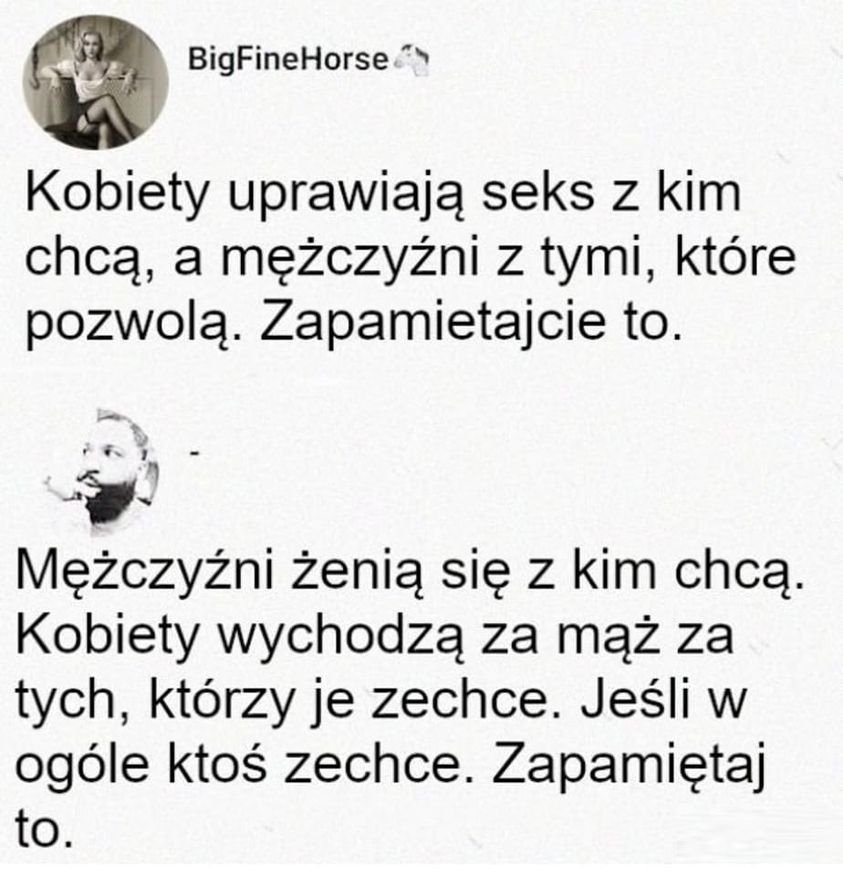 BigFineHorse
Kobiety uprawiają seks z kim
chcą, a mężczyźni z tymi, które
pozwolą. Zapamietajcie to.
-
Mężczyźni żenią się z kim chcą.
Kobiety wychodzą za mąż za
tych, którzy je zechce. Jeśli w
ogóle ktoś zechce. Zapamiętaj
to.